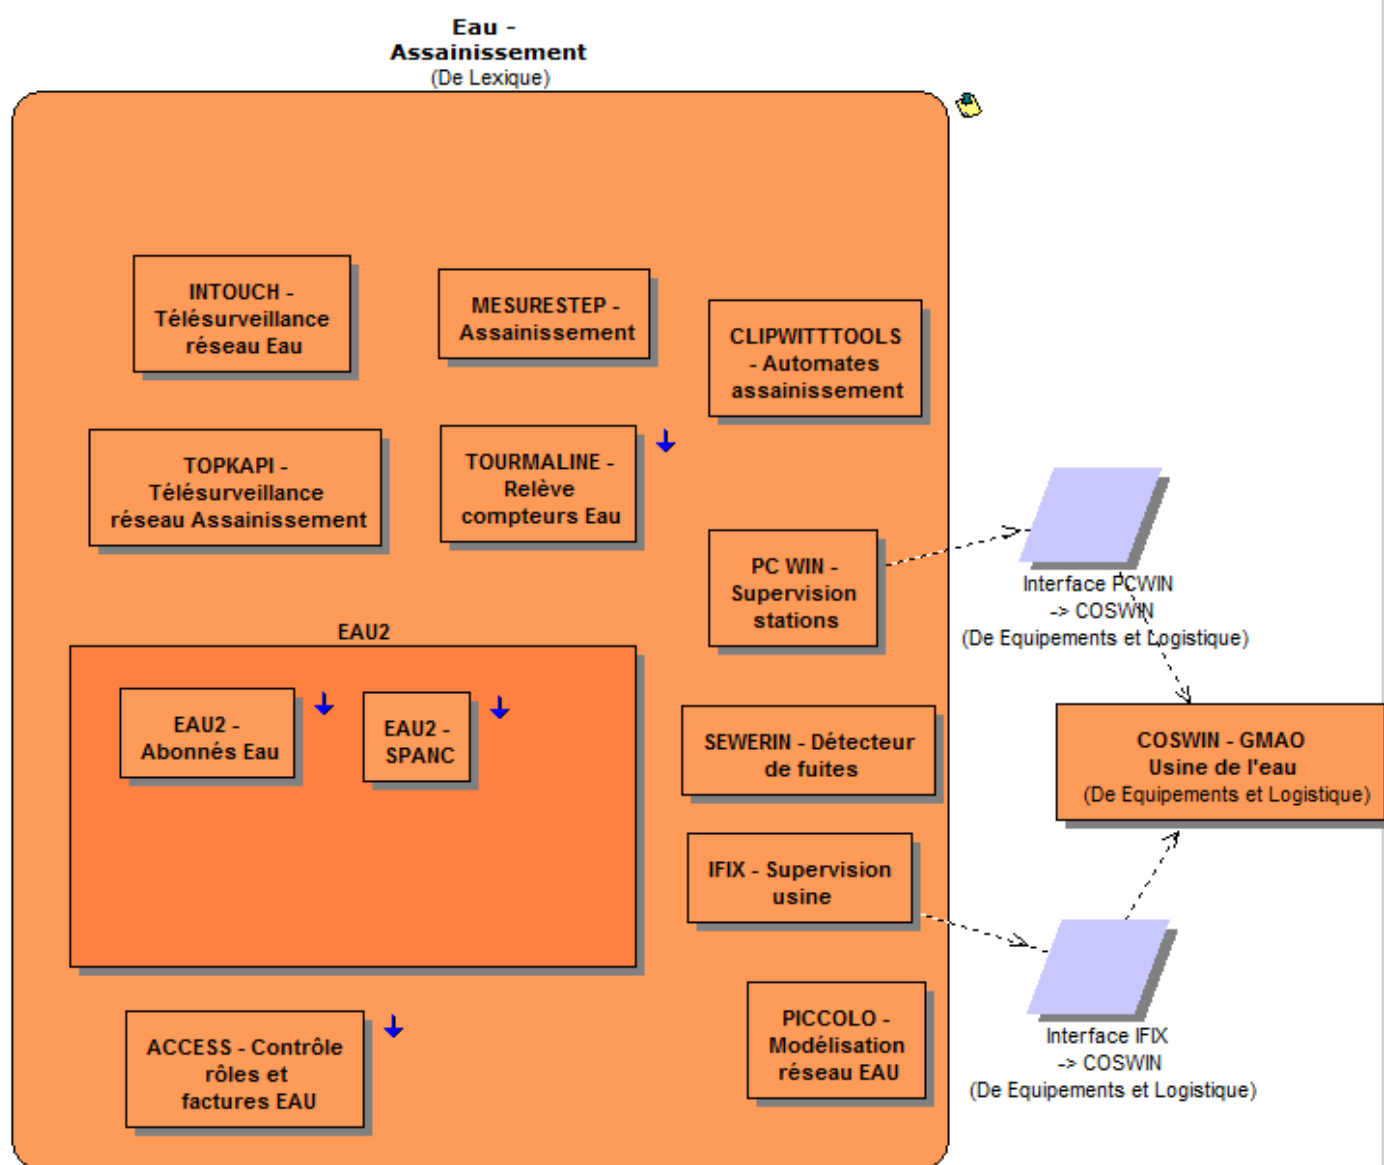 Eau -
Assainissement
(De Lexique)
INTOUCH -
Télésurveillance
réseau Eau
MESURESTEP -
Assainissement
CLIPWITTTOOLS
- Automates
assainissement
TOPKAPI -
Télésurveillance
réseau Assainissement
TOURMALINE -
Relève
compteurs Eau
PC WIN -
Supervision
stations
Interface PCWIN
-> COSWIN
(De Equipements et Logistique)
EAU2
EAU2 -
Abonnés Eau
EAU2 -
SPANC
SEWERIN - Détecteur
de fuites
COSWIN - GMAO
Usine de l'eau
(De Equipements et Logistique)
IFIX - Supervision
usine
Interface IFIX
-> COSWIN
(De Equipements et Logistique)
ACCESS - Contrôle
rôles et
factures EAU
PICCOLO -
Modélisation
réseau EAU